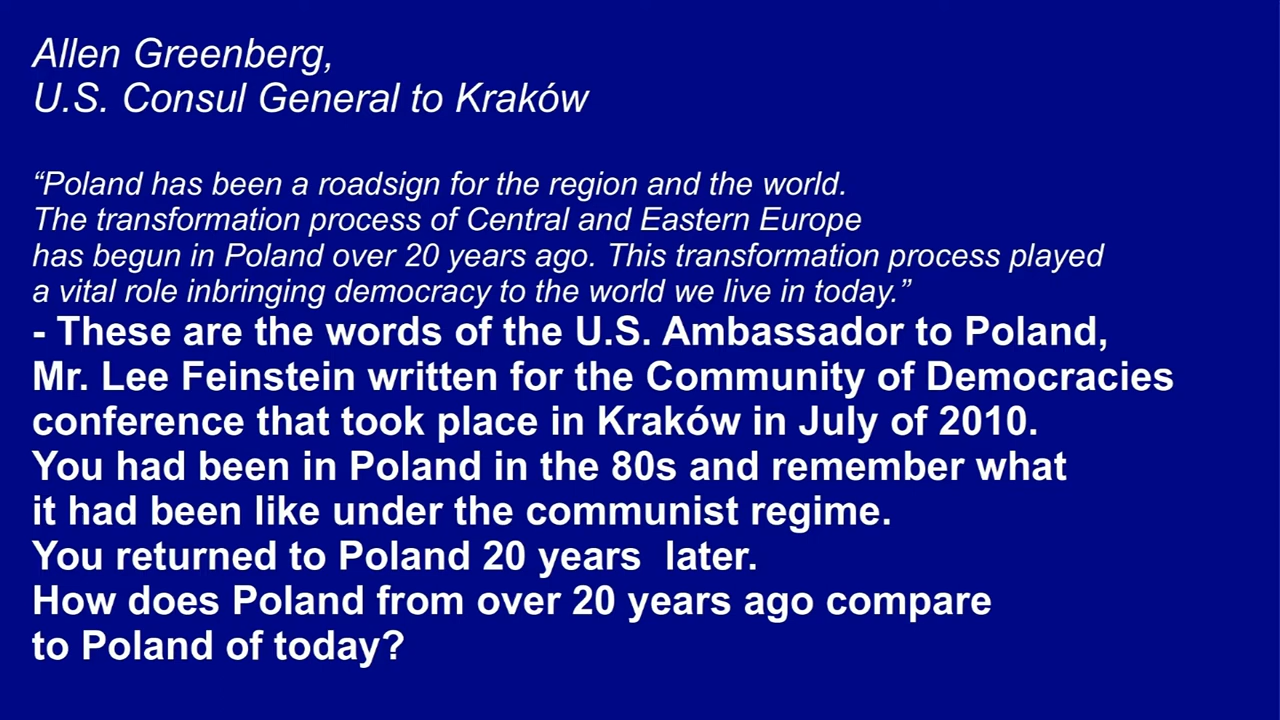 Allen Greenberg,
U.S. Consul General to Kraków
“Poland has been a roadsign for the region and the world.
The transformation process of Central and Eastern Europe
has begun in Poland over 20 years ago. This transformation process played
a vital role inbringing democracy to the world we live in today.”
- These are the words of the U.S. Ambassador to Poland,
Mr. Lee Feinstein written for the Community of Democracies
conference that took place in Kraków in July of 2010.
You had been in Poland in the 80s and remember what
it had been like under the communist regime.
You returned to Poland 20 years  later.
How does Poland from over 20 years ago compare
to Poland of today?